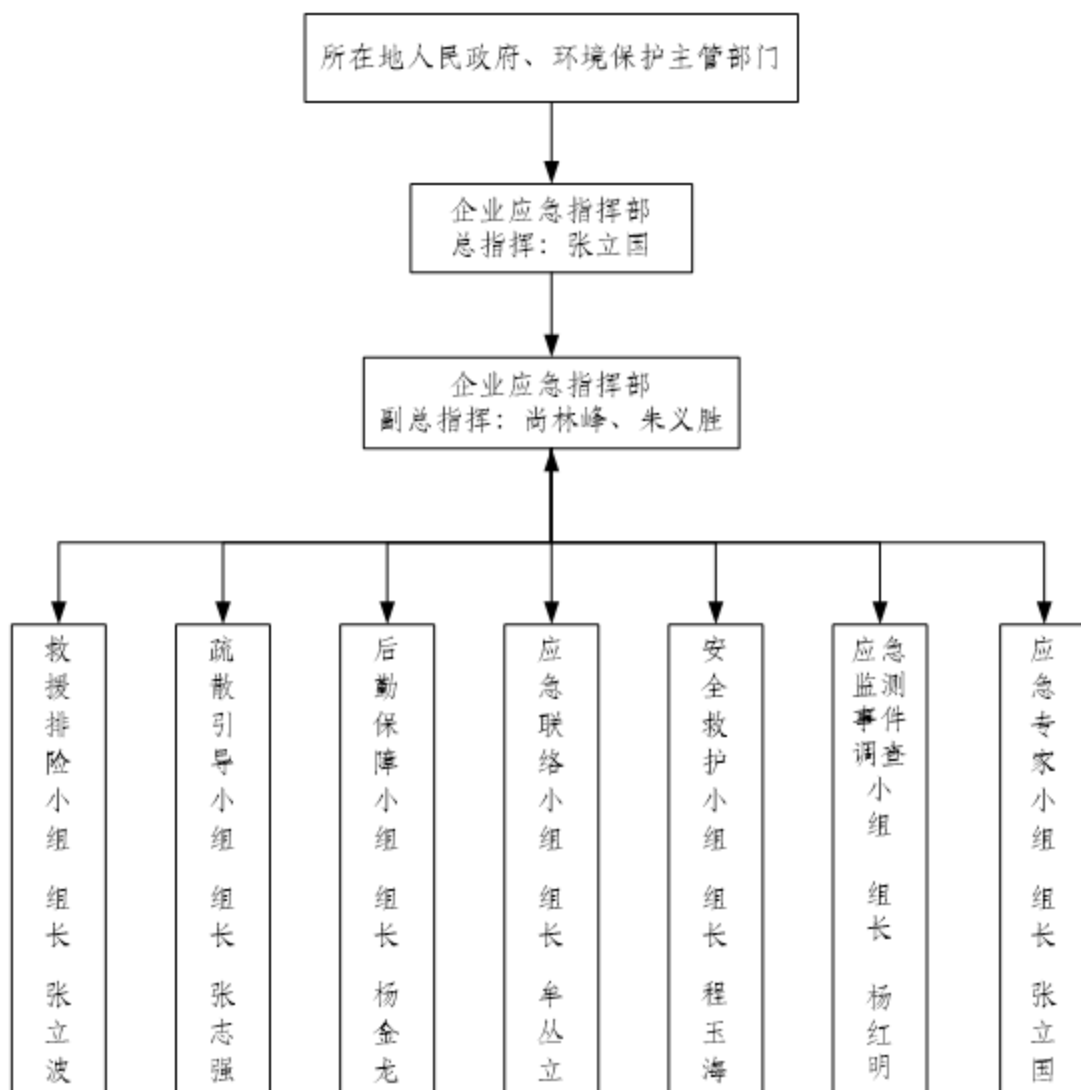 所在地人民政府、环境保护主管部门
企业应急指挥部
总指挥：张立国
企业应急指挥部
副总指挥：尚林峰、朱义胜
救援排险小组 组长 张立波
疏散引导小组 组长 张志强
后勤保障小组 组长 杨金龙
应急联络小组 组长 牟丛立
安全救护小组 组长 程玉海
应急监测事件调查小组 组长 杨红明
应急专家小组 组长 张立国